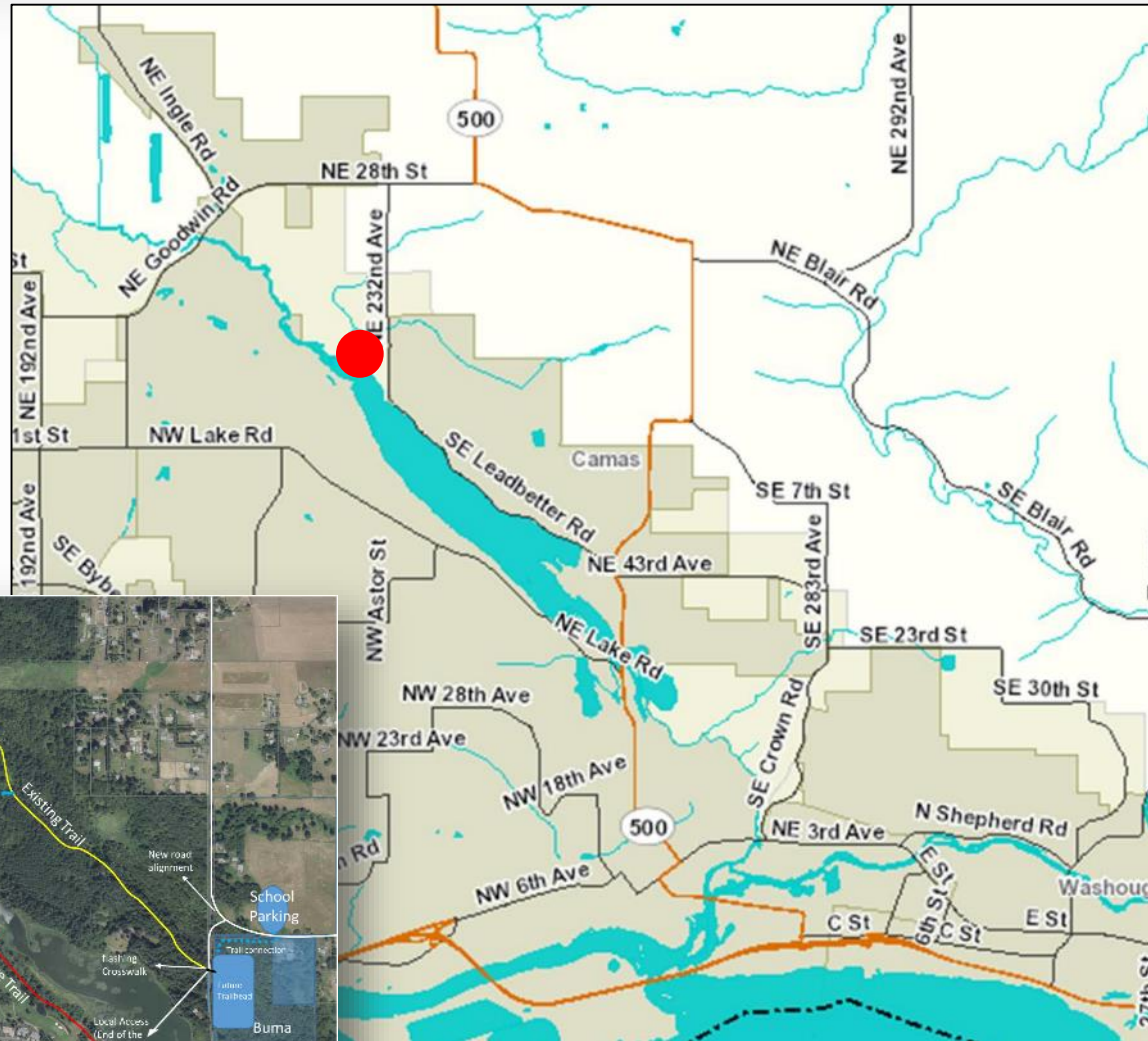 NE Ingle Rd
500
NE 292nd Ave
NE 28th St
NE Goodwin Rd
NE 232nd Ave
NE Blair Rd
St
NE 192nd Ave
1st St
NW Lake Rd
SE Leadbetter Rd
Camas
SE 7th St
SE Blair Rd
192nd Ave
NW Astor St
NE 43rd Ave
SE 283rd Ave
NE Lake Rd
SE 23rd St
NW 28th Ave
SE 30th St
NW 23rd Ave
SE Crown Rd
NW 18th Ave
500
NE 3rd Ave
N Shepherd Rd
Rd
NW 6th Ave
E St
Washoug
6th St
C St
C St
E St
27th St
Existing Trail
New road
alignment
School
Parking
Trail connection
flashing
Crosswalk
Future
Trailhead
Trail
Local Access
(End of the
Buma